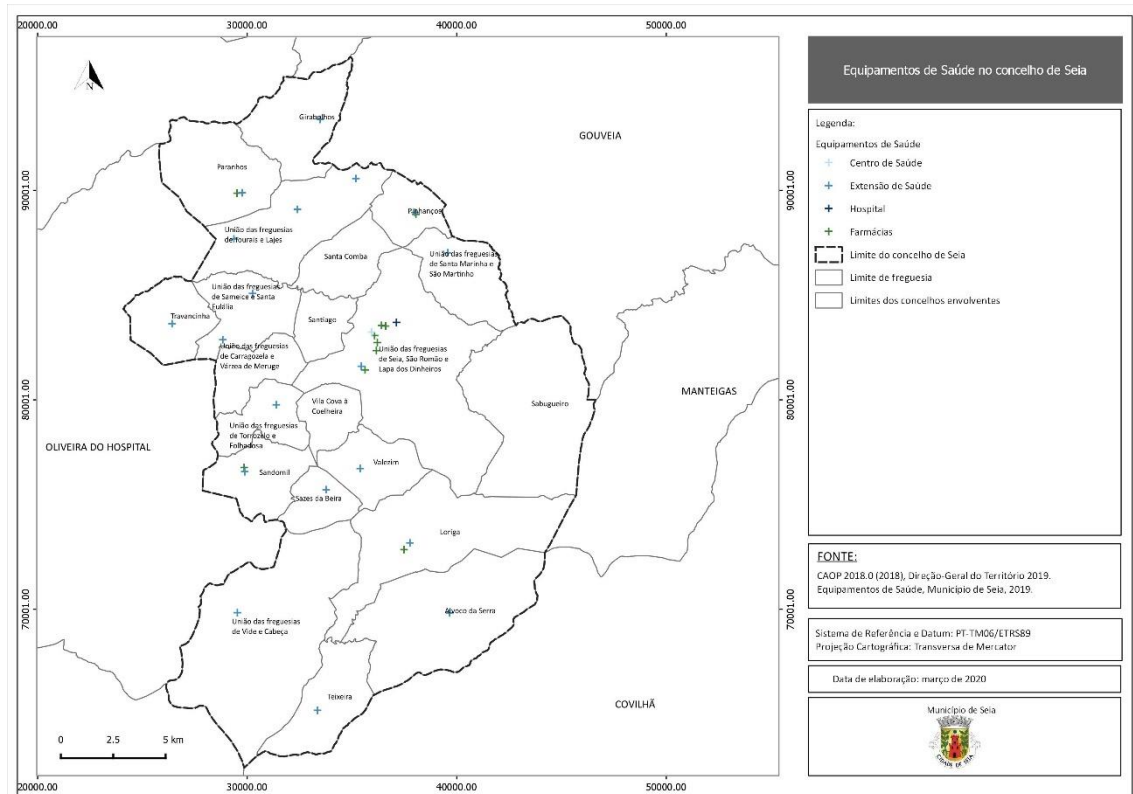 20000.00
30000.00
40000.00
50000.00
Equipamentos de Saúde no concelho de Seia
N
Girabolhos
GOUVEIA
Legenda:
Equipamentos de Saúde
Centro de Saúde
Extensão de Saúde
Hospital
Farmácias
Limite do concelho de Seia
Limite de freguesia
Limites dos concelhos envolventes
Paranhos
90001.00
90001.00
Pinhanços
União das freguesias
de Tourais e Lajes
Santa Comba
União das freguesias
de Santa Marinha e
São Martinho
União das freguesias
de Sameice e Santa
Eulália
Travancinha
Santiago
União das freguesias
de Carragozela e
Várzea de Meruge
União das freguesias
de Seia, São Romão e
Lapa dos Dinheiros
MANTEIGAS
80001.00
80001.00
Vila Cova à
Coelheira
Sabugueiro
União das freguesias
de Torrozelo e
Folhadosa
OLIVEIRA DO HOSPITAL
Valezim
Sandomil
Sazes da Beira
Loriga
FONTE:
CAOP 2018.0 (2018), Direção-Geral do Território 2019.
Equipamentos de Saúde, Município de Seia, 2019.
70001.00
70001.00
Alvoco da Serra
União das freguesias
de Vide e Cabeça
Sistema de Referência e Datum: PT-TM06/ETRS89
Projeção Cartográfica: Transversa de Mercator
Data de elaboração: março de 2020
Teixeira
COVILHÃ
Município de Seia
CIDADE DE SEIA
0
2.5
5 km
20000.00
30000.00
40000.00
50000.00